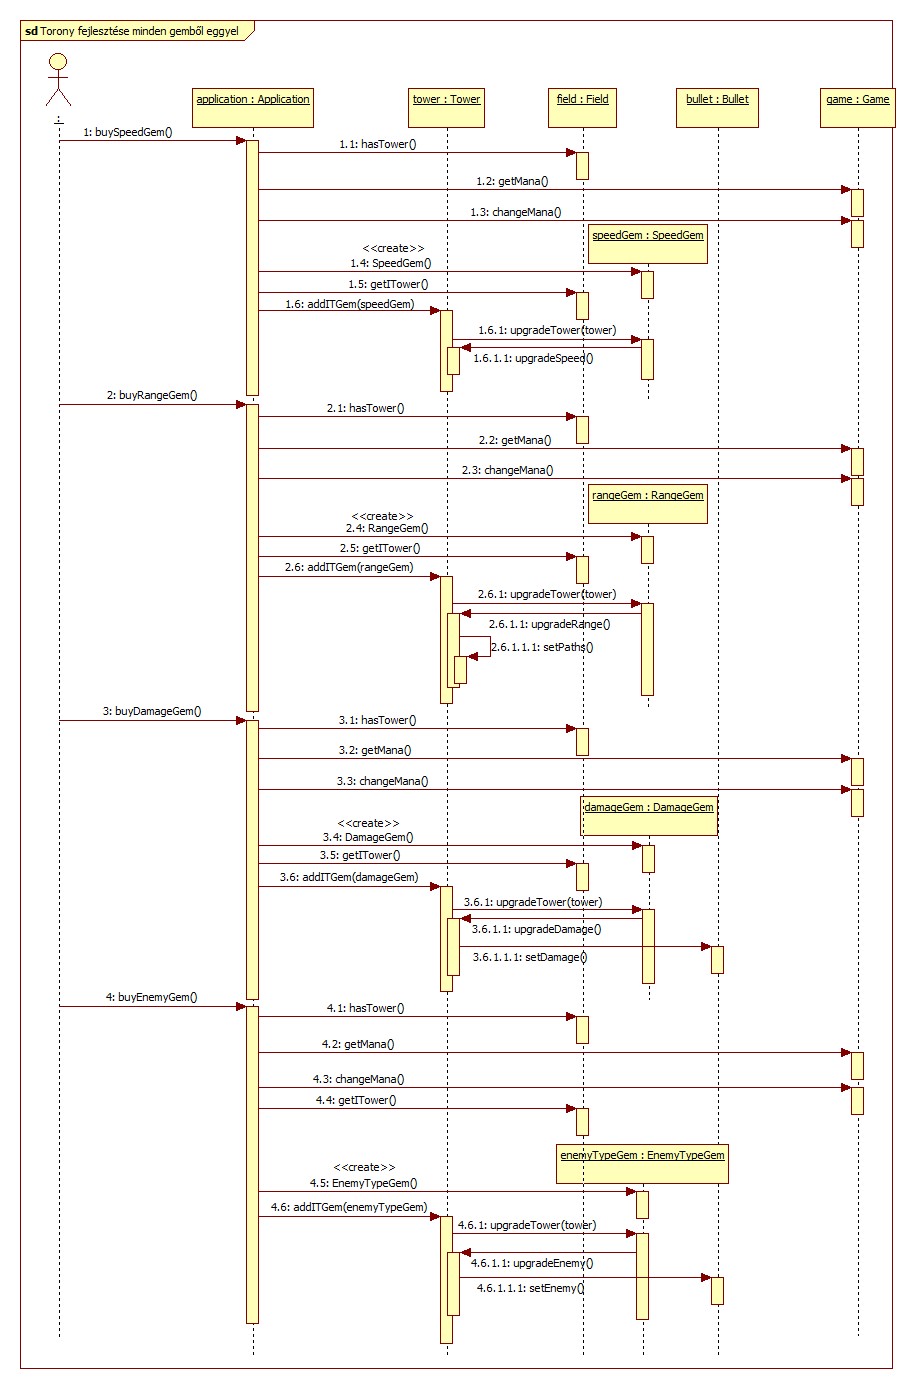 sd Torony fejlesztése minden gemből eggyel
:
application : Application
tower : Tower
field : Field
bullet : Bullet
game : Game
1: buySpeedGem()
1.1: hasTower()
1.2: getMana()
1.3: changeMana()
speedGem : SpeedGem
<<create>>
1.4: SpeedGem()
1.5: getITower()
1.6: addITGem(speedGem)
1.6.1: upgradeTower(tower)
1.6.1.1: upgradeSpeed()
2: buyRangeGem()
2.1: hasTower()
2.2: getMana()
2.3: changeMana()
rangeGem : RangeGem
<<create>>
2.4: RangeGem()
2.5: getITower()
2.6: addITGem(rangeGem)
2.6.1: upgradeTower(tower)
2.6.1.1: upgradeRange()
2.6.1.1.1: setPaths()
3: buyDamageGem()
3.1: hasTower()
3.2: getMana()
3.3: changeMana()
damageGem : DamageGem
<<create>>
3.4: DamageGem()
3.5: getITower()
3.6: addITGem(damageGem)
3.6.1: upgradeTower(tower)
3.6.1.1: upgradeDamage()
3.6.1.1.1: setDamage()
4: buyEnemyGem()
4.1: hasTower()
4.2: getMana()
4.3: changeMana()
4.4: getITower()
enemyTypeGem : EnemyTypeGem
<<create>>
4.5: EnemyTypeGem()
4.6: addITGem(enemyTypeGem)
4.6.1: upgradeTower(tower)
4.6.1.1: upgradeEnemy()
4.6.1.1.1: setEnemy()